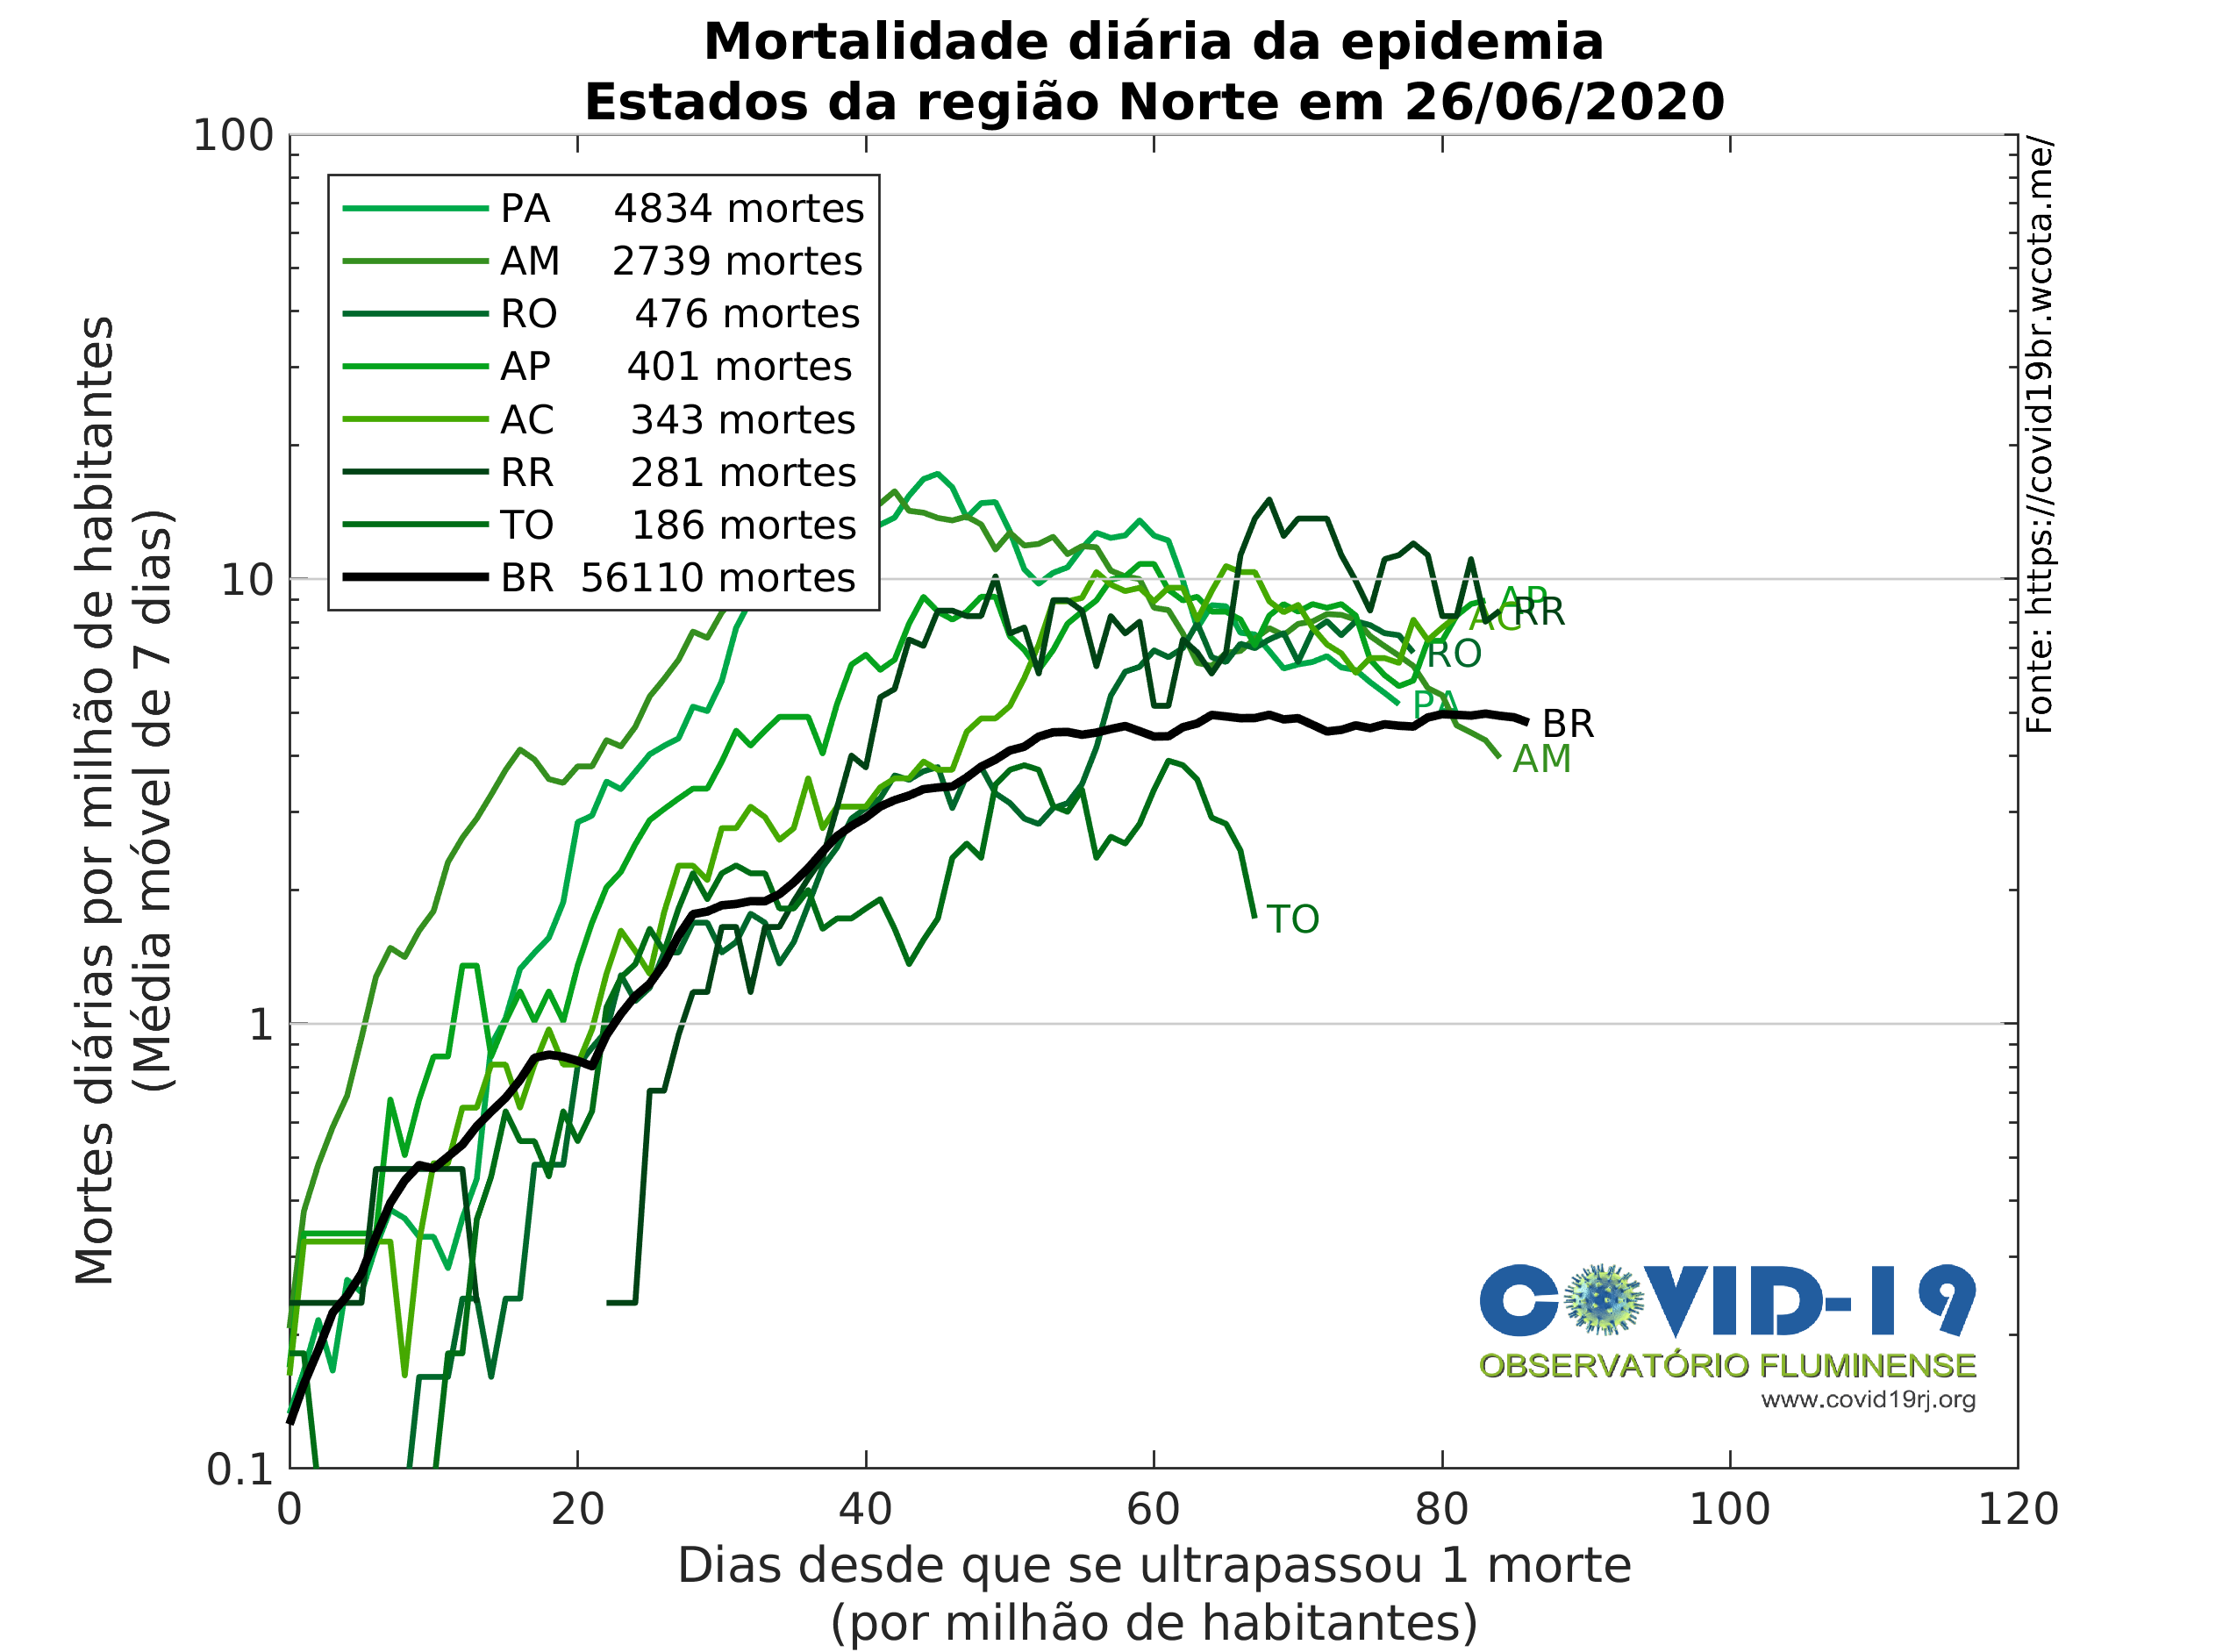 Mortalidade diária da epidemia
Estados da região Norte em 26/06/2020
Mortes diárias por milhão de habitantes
(Média móvel de 7 dias)
100
10
1
0.1
PA 4834 mortes
AM 2739 mortes
RO 476 mortes
AP 401 mortes
AC 343 mortes
RR 281 mortes
TO 186 mortes
BR 56110 mortes
AP
RR
AC
RO
PA
BR
AM
TO
Fonte: https://covid19br.wcota.me/
COVID-19
OBSERVATÓRIO FLUMINENSE
www.covid19rj.org
0 20 40 60 80 100 120
Dias desde que se ultrapassou 1 morte
(por milhão de habitantes)